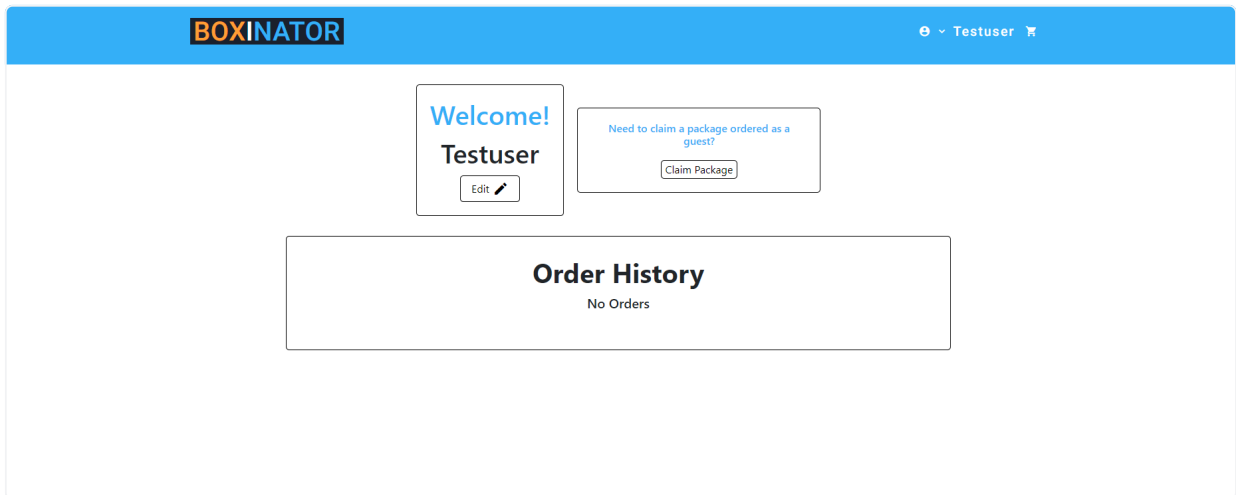 BOXINATOR
Testuser
Welcome!
Testuser
Edit
Need to claim a package ordered as a
guest?
Claim Package
Order History
No Orders